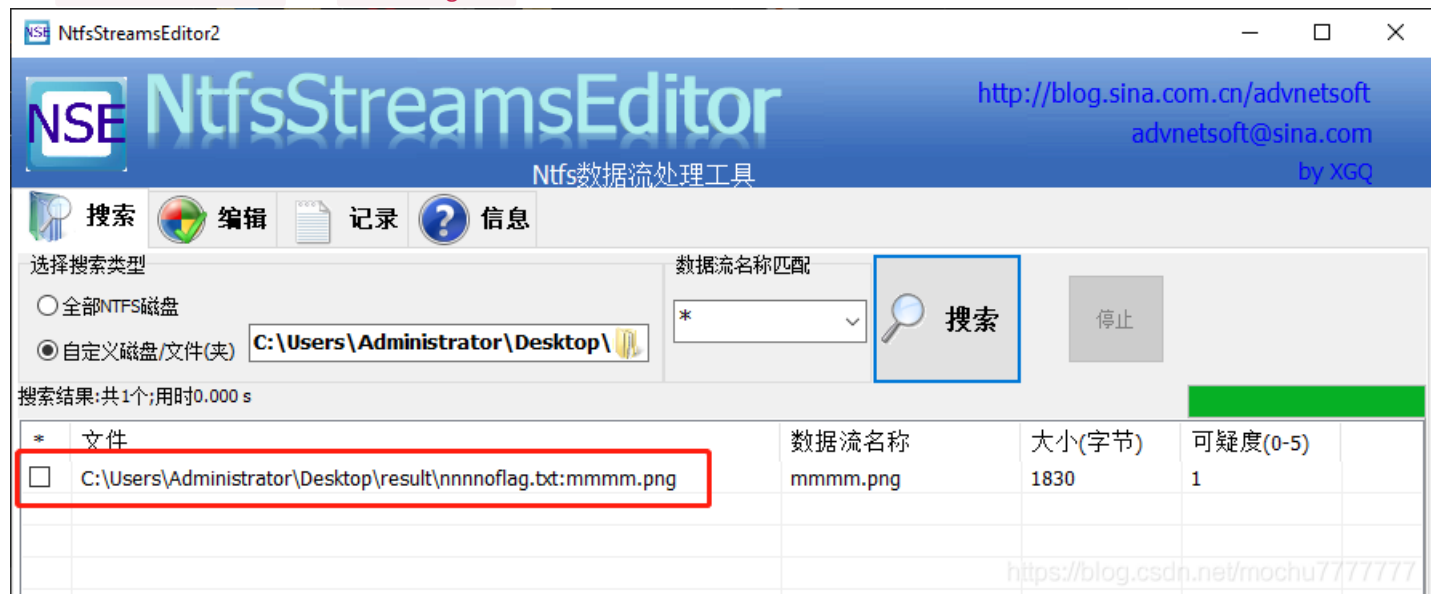 NSE NtfsStreamsEditor2
NSE NtfsStreamsEditor
http://blog.sina.com.cn/advnetsoft
advnetsoft@sina.com
Ntfs数据流处理工具
by XGQ
搜索 编辑 记录 信息
选择搜索类型 数据流名称匹配
全部NTFS磁盘
* 搜索 停止
自定义磁盘/文件(夹) C:\Users\Administrator\Desktop\
搜索结果:共1个;用时0.000 s
* 文件 数据流名称 大小(字节) 可疑度(0-5)
C:\Users\Administrator\Desktop\result\nnnnoflag.txt:mmmm.png mmmm.png 1830 1
https://blog.csdn.net/mochu7777777